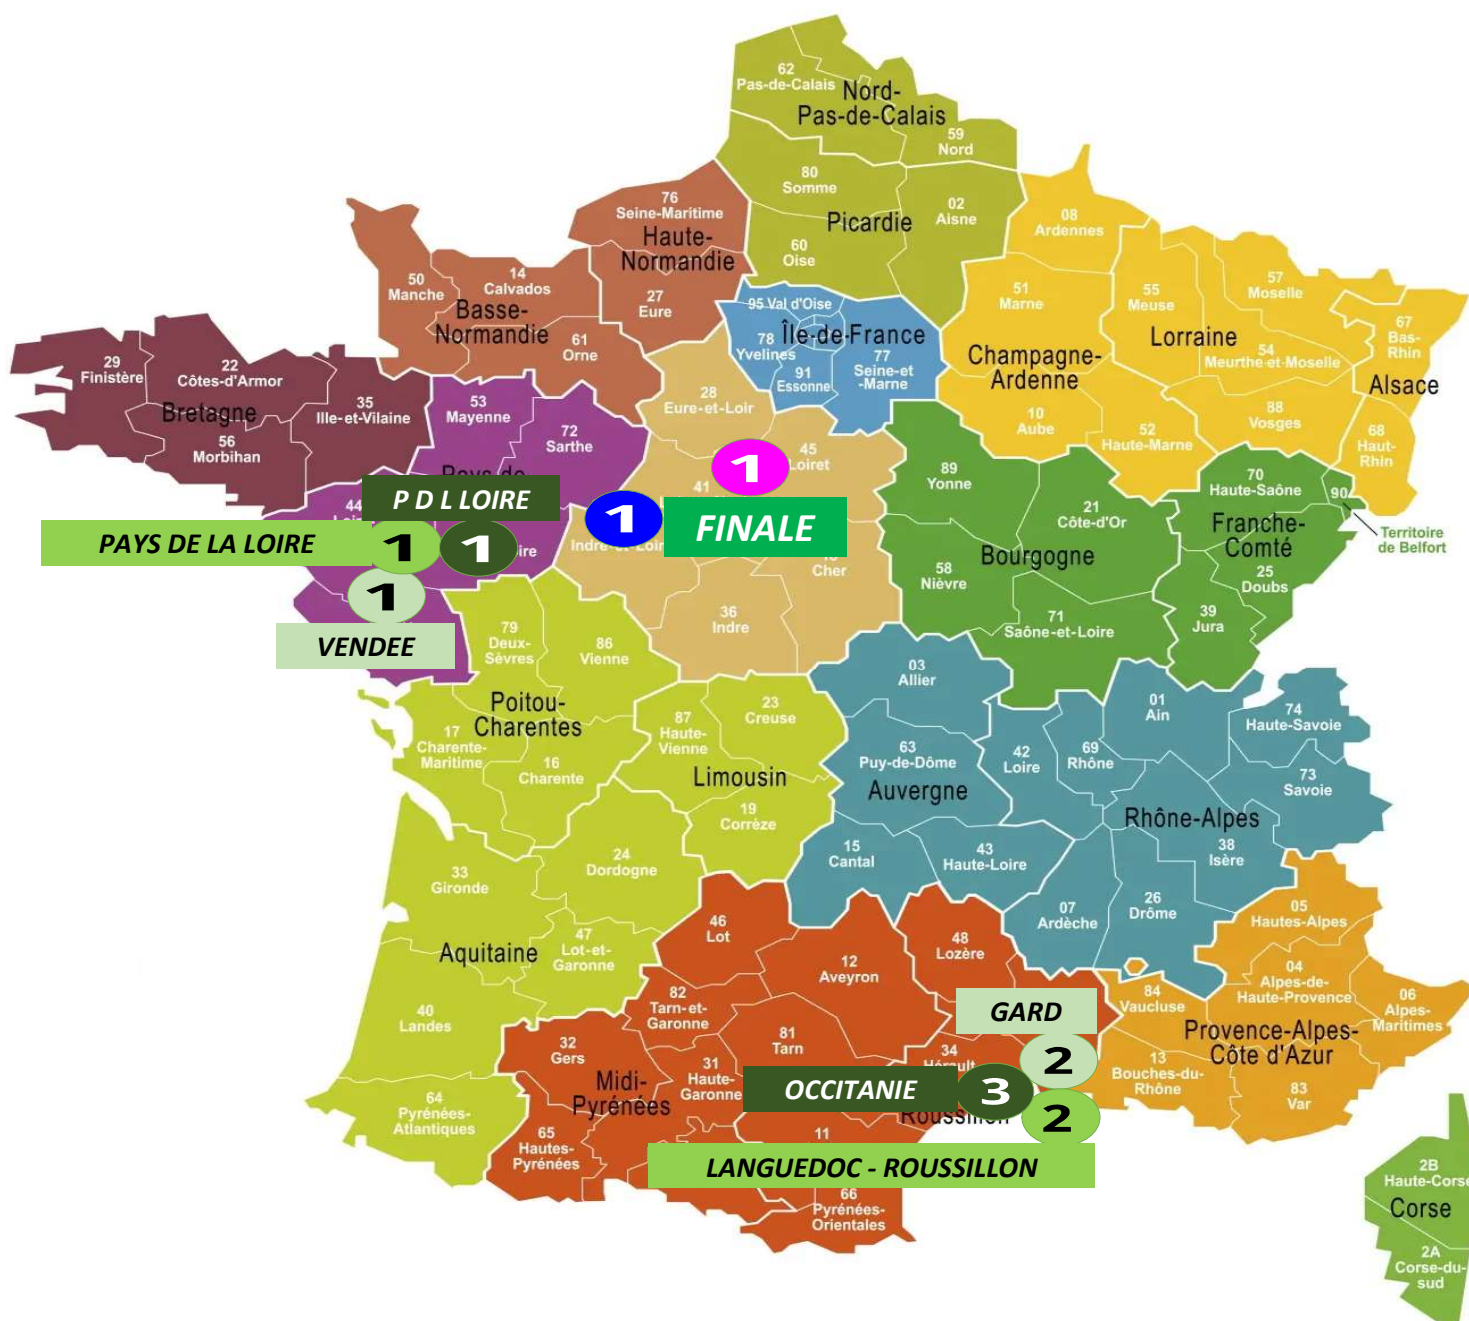 62
Pas-de-Calais
Nord-
Pas-de-Calais
59
Nord
80
Somme
02
Aisne
Picardie
60
Oise
76
Seine-Maritime
Haute-
Normandie
27
Eure
08
Ardennes
50
Manche
14
Calvados
Basse-
Normandie
61
Orne
95 Val d'Oise
Île-de-France
78
Yvelines
91
Essonne
77
Seine-et
-Marne
51
Marne
55
Meuse
57
Moselle
Lorraine
54
Meurthe-et-Moselle
67
Bas-
Rhin
Alsace
Champagne-
Ardenne
10
Aube
52
Haute-Marne
88
Vosges
68
Haut-
Rhin
29
Finistère
22
Côtes-d'Armor
Bretagne
35
Ille-et-Vilaine
56
Morbihan
53
Mayenne
72
Sarthe
Pays de
28
Eure-et-Loir
45
Loiret
1
41
44
P D L LOIRE
1
FINALE
PAYS DE LA LOIRE
1
1
1
VENDEE
Cher
36
Indre
89
Yonne
21
Côte-d'Or
Bourgogne
58
Nièvre
71
Saône-et-Loire
70
Haute-Saône
90
Territoire
de Belfort
Franche-
Comté
25
Doubs
39
Jura
79
Deux-
Sèvres
86
Vienne
Poitou-
Charentes
17
Charente-
Maritime
16
Charente
87
Haute-
Vienne
23
Creuse
Limousin
19
Corrèze
03
Allier
63
Puy-de-Dôme
Auvergne
15
Cantal
43
Haute-Loire
42
Loire
69
Rhône
01
Ain
74
Haute-Savoie
73
Savoie
Rhône-Alpes
38
Isère
07
Ardèche
26
Drôme
33
Gironde
24
Dordogne
47
Lot-et-
Garonne
Aquitaine
40
Landes
64
Pyrénées-
Atlantiques
46
Lot
12
Aveyron
48
Lozère
82
Tarn-et-
Garonne
81
Tarn
32
Gers
31
Haute-
Garonne
Midi-
Pyrénées
65
Hautes-
Pyrénées
34
Hérault
GARD
2
OCCITANIE
3
Roussillon
2
11
LANGUEDOC - ROUSSILLON
66
Pyrénées-
Orientales
05
Hautes-Alpes
04
Alpes-de-
Haute-Provence
06
Alpes-
Maritimes
84
Vaucluse
Provence-Alpes-
Côte d'Azur
13
Bouches-du-
Rhône
83
Var
2B
Haute-Corse
Corse
2A
Corse-du-
sud